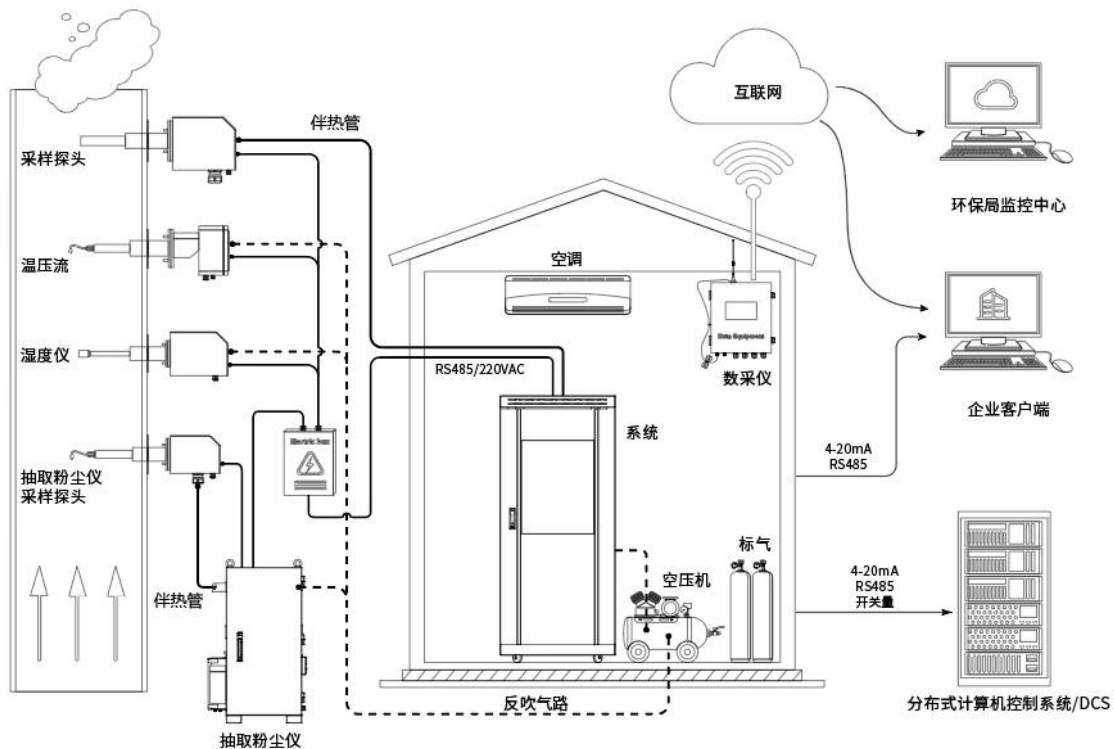 互联网
伴热管
采样探头
环保局监控中心
空调
温压流
Data Equipment
湿度仪
RS485/220VAC
数采仪
企业客户端
系统
Electric box
4-20mA
RS485
抽取粉尘仪
采样探头
标气
空压机
4-20mA
RS485
开关量
伴热管
反吹气路
分布式计算机控制系统/DCS
抽取粉尘仪